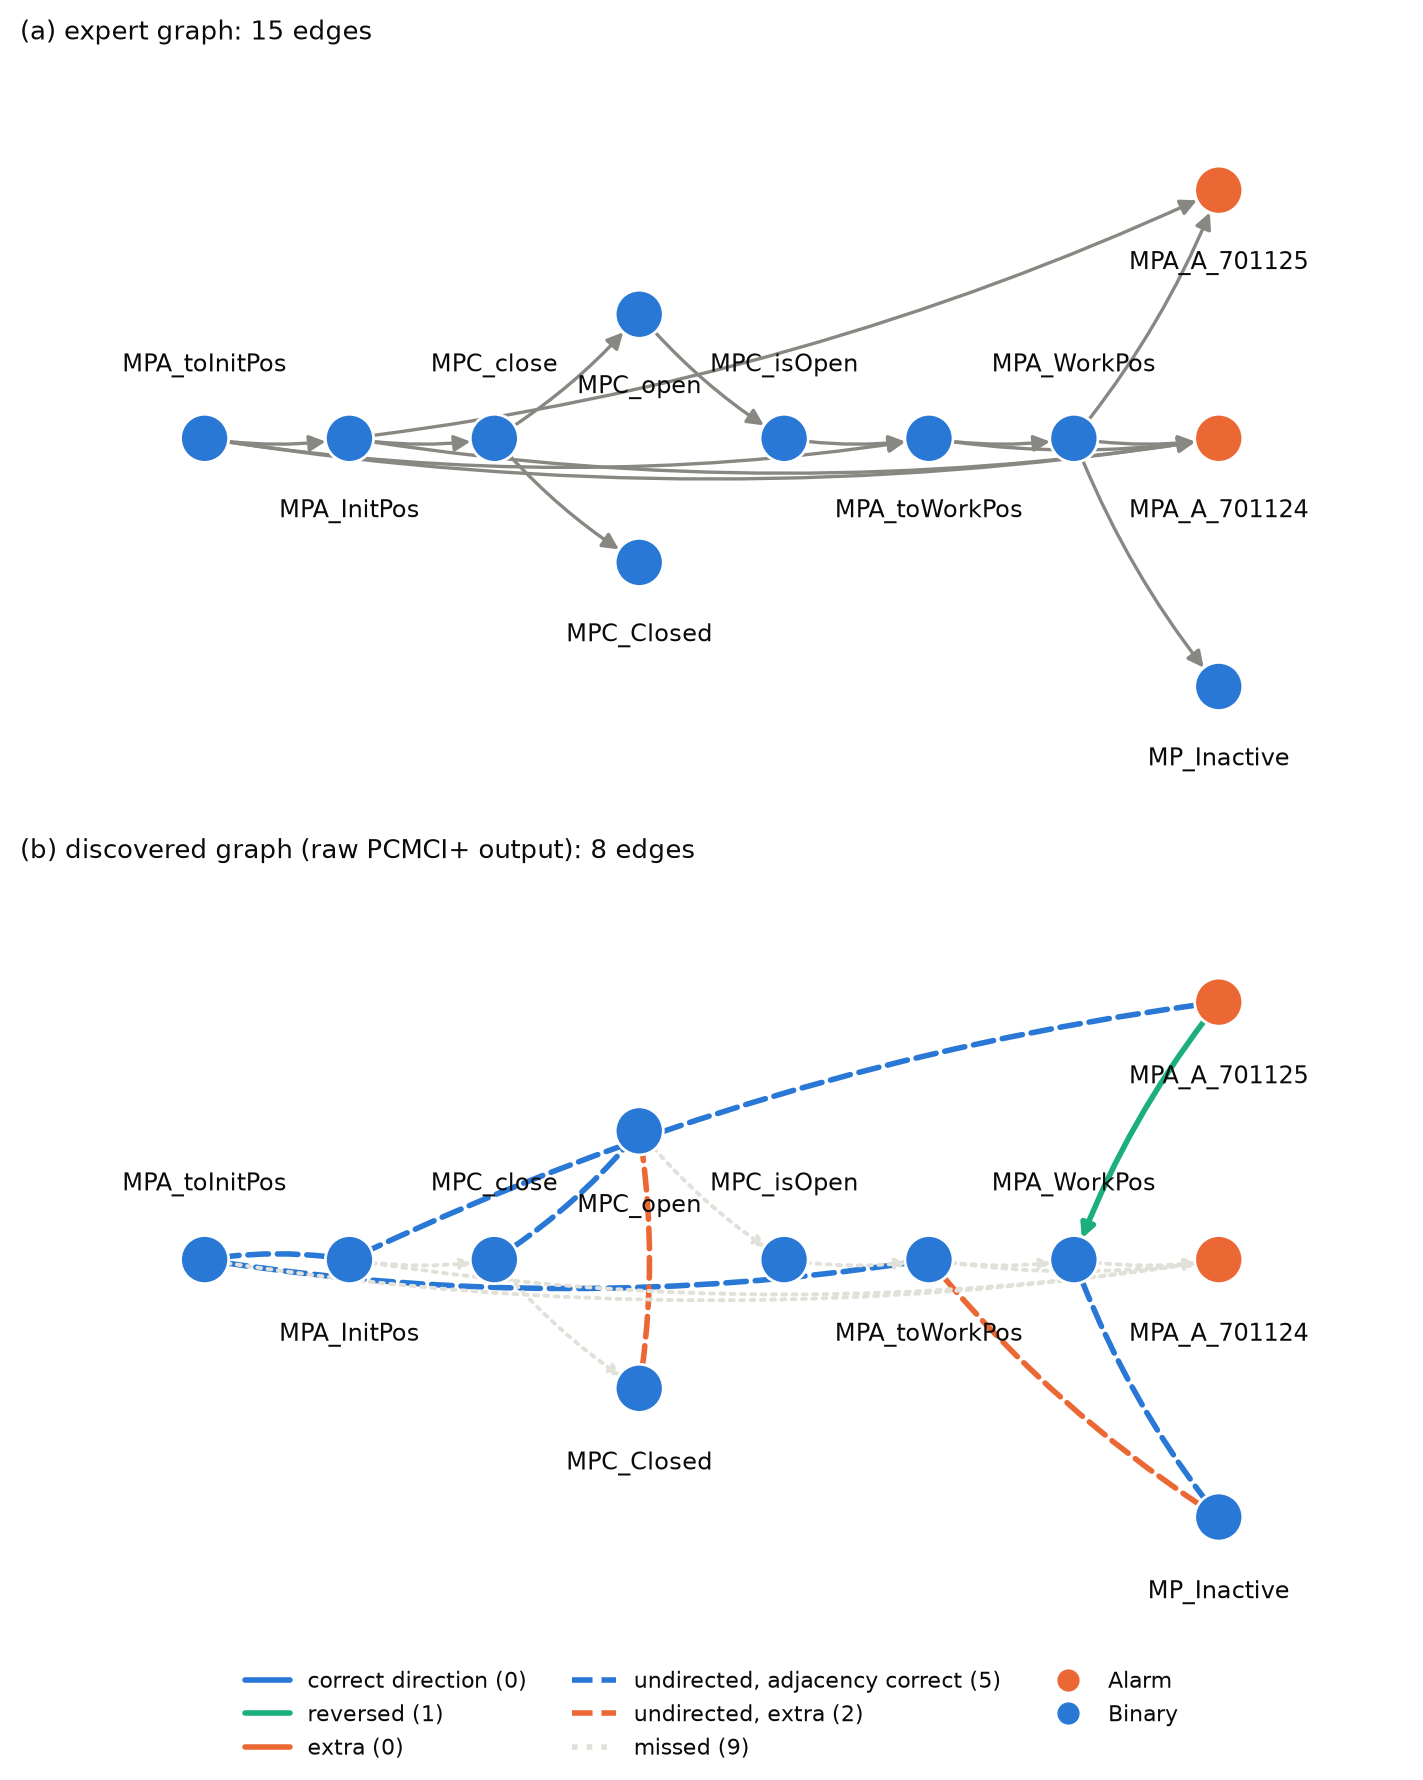 (a) expert graph: 15 edges
MPA_A_701125
MPA_toInitPos
MPC_close
MPC_open
MPC_isOpen
MPA_WorkPos
MPA_InitPos
MPA_toWorkPos
MPA_A_701124
MPC_Closed
MP_Inactive
(b) discovered graph (raw PCMCI+ output): 8 edges
MPA_A_701125
MPA_toInitPos
MPC_close
MPC_open
MPC_isOpen
MPA_WorkPos
MPA_InitPos
MPA_toWorkPos
MPA_A_701124
MPC_Closed
MP_Inactive
correct direction (0)
reversed (1)
extra (0)
undirected, adjacency correct (5)
undirected, extra (2)
missed (9)
Alarm
Binary